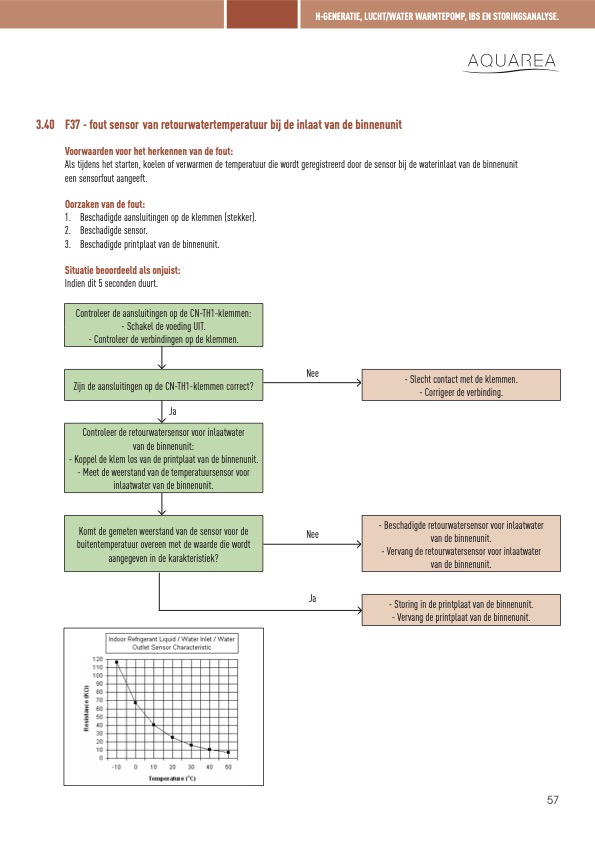 H-GENERATIE, LUCHT/WATER WARMTEPOMP, IBS EN STORINGSANALYSE.
AQUAREA
3.40 F37 - fout sensor van retourwatertemperatuur bij de inlaat van de binnenunit
Voorwaarden voor het herkennen van de fout:
Als tijdens het starten, koelen of verwarmen de temperatuur die wordt geregistreerd door de sensor bij de waterinlaat van de binnenunit
een sensorfout aangeeft.
Oorzaken van de fout:
1. Beschadigde aansluitingen op de klemmen (stekker).
2. Beschadigde sensor.
3. Beschadigde printplaat van de binnenunit.
Situatie beoordeeld als onjuist:
Indien dit 5 seconden duurt.
Controleer de aansluitingen op de CN-TH1-klemmen:
- Schakel de voeding UIT.
- Controleer de verbindingen op de klemmen.
Zijn de aansluitingen op de CN-TH1-klemmen correct?
Nee
- Slecht contact met de klemmen.
- Corrigeer de verbinding.
Ja
Controleer de retourwatersensor voor inlaatwater
van de binnenunit:
- Koppel de klem los van de printplaat van de binnenunit.
- Meet de weerstand van de temperatuursensor voor
inlaatwater van de binnenunit.
Komt de gemeten weerstand van de sensor voor de
buitentemperatuur overeen met de waarde die wordt
aangegeven in de karakteristiek?
Nee
- Beschadigde retourwatersensor voor inlaatwater
van de binnenunit.
- Vervang de retourwatersensor voor inlaatwater
van de binnenunit.
Ja
- Storing in de printplaat van de binnenunit.
- Vervang de printplaat van de binnenunit.
Indoor Refrigerant Liquid / Water Inlet / Water
Outlet Sensor Characteristic
Resistance (KΩ)
120
110
100
90
80
70
60
50
40
30
20
10
0
-10 0 10 20 30 40 50
Temperature (°C)
57